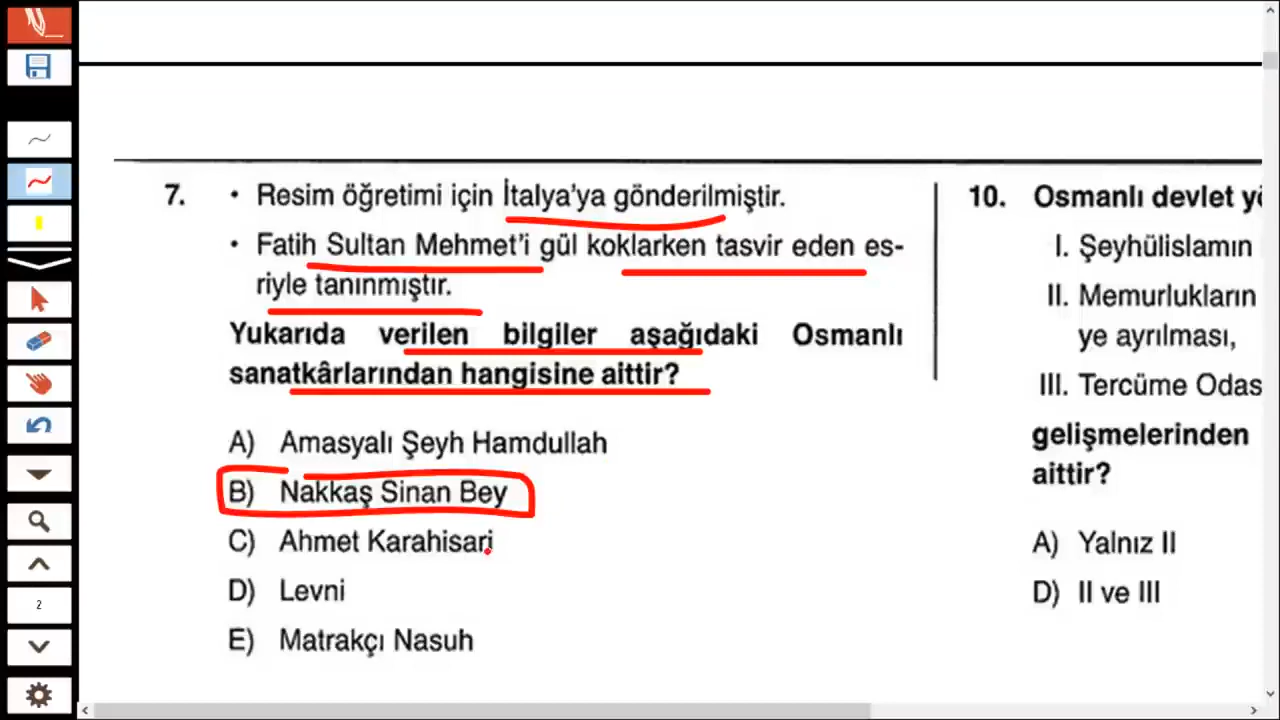 7. • Resim öğretimi için İtalya'ya gönderilmiştir.
• Fatih Sultan Mehmet'i gül koklarken tasvir eden es-
riyle tanınmıştır.
Yukarıda verilen bilgiler aşağıdaki Osmanlı
sanatkârlarından hangisine aittir?
A) Amasyalı Şeyh Hamdullah
B) Nakkaş Sinan Bey
C) Ahmet Karahisari
D) Levni
E) Matrakçı Nasuh
10. Osmanlı devlet yö
I. Şeyhülislamın
II. Memurlukların
ye ayrılması,
III. Tercüme Odas
gelişmelerinden
aittir?
A) Yalnız II
D) II ve III
2